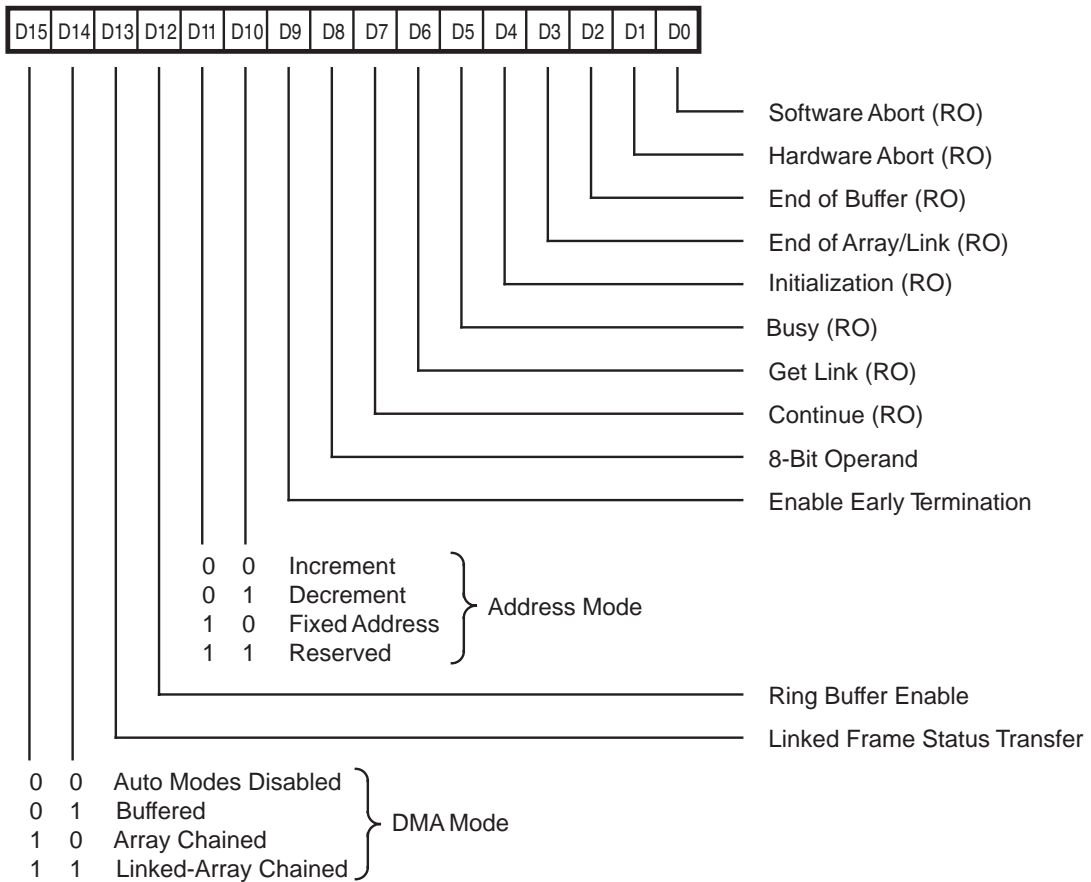 D15 D14 D13 D12 D11 D10 D9 D8 D7 D6 D5 D4 D3 D2 D1 D0
Software Abort (RO)
Hardware Abort (RO)
End of Buffer (RO)
End of Array/Link (RO)
Initialization (RO)
Busy (RO)
Get Link (RO)
Continue (RO)
8-Bit Operand
Enable Early Termination
0 0 Increment
0 1 Decrement
1 0 Fixed Address
1 1 Reserved
Address Mode
Ring Buffer Enable
Linked Frame Status Transfer
0 0 Auto Modes Disabled
0 1 Buffered
1 0 Array Chained
1 1 Linked-Array Chained
DMA Mode